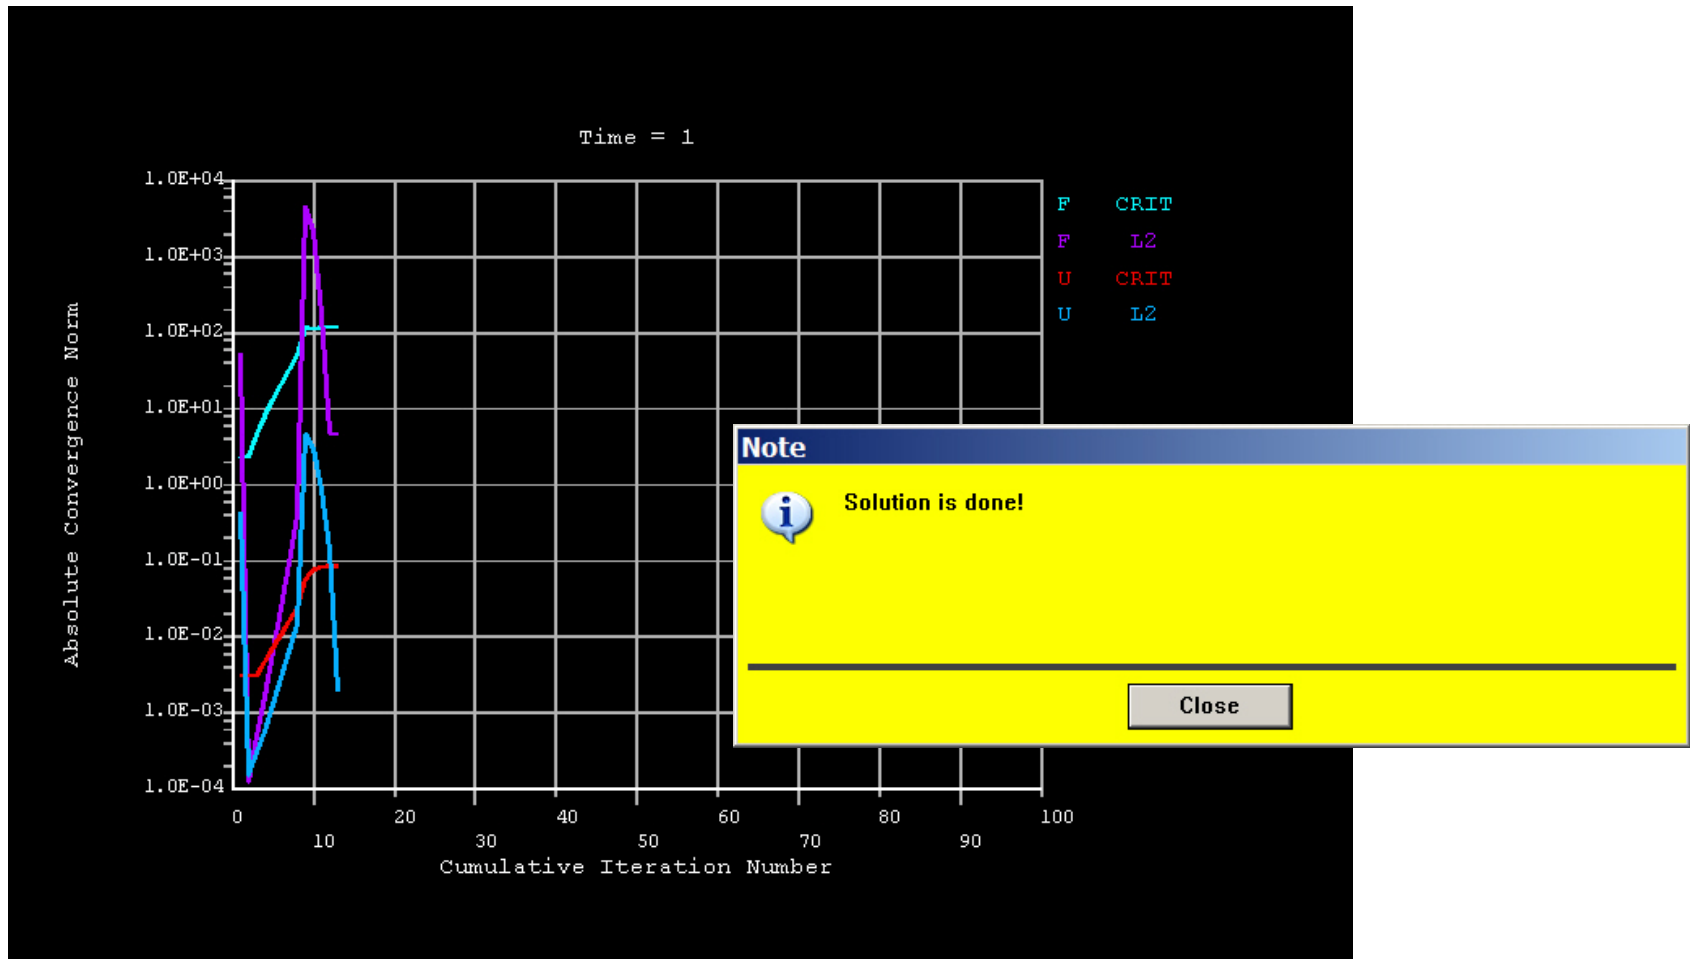 Time = 1
1.0E+04
1.0E+03
1.0E+02
1.0E+01
1.0E+00
1.0E-01
1.0E-02
1.0E-03
1.0E-04
Absolute Convergence Norm
0 20 40 60 80 100
10 30 50 70 90
Cumulative Iteration Number
F CRIT
F L2
U CRIT
U L2
Note
Solution is done!
Close